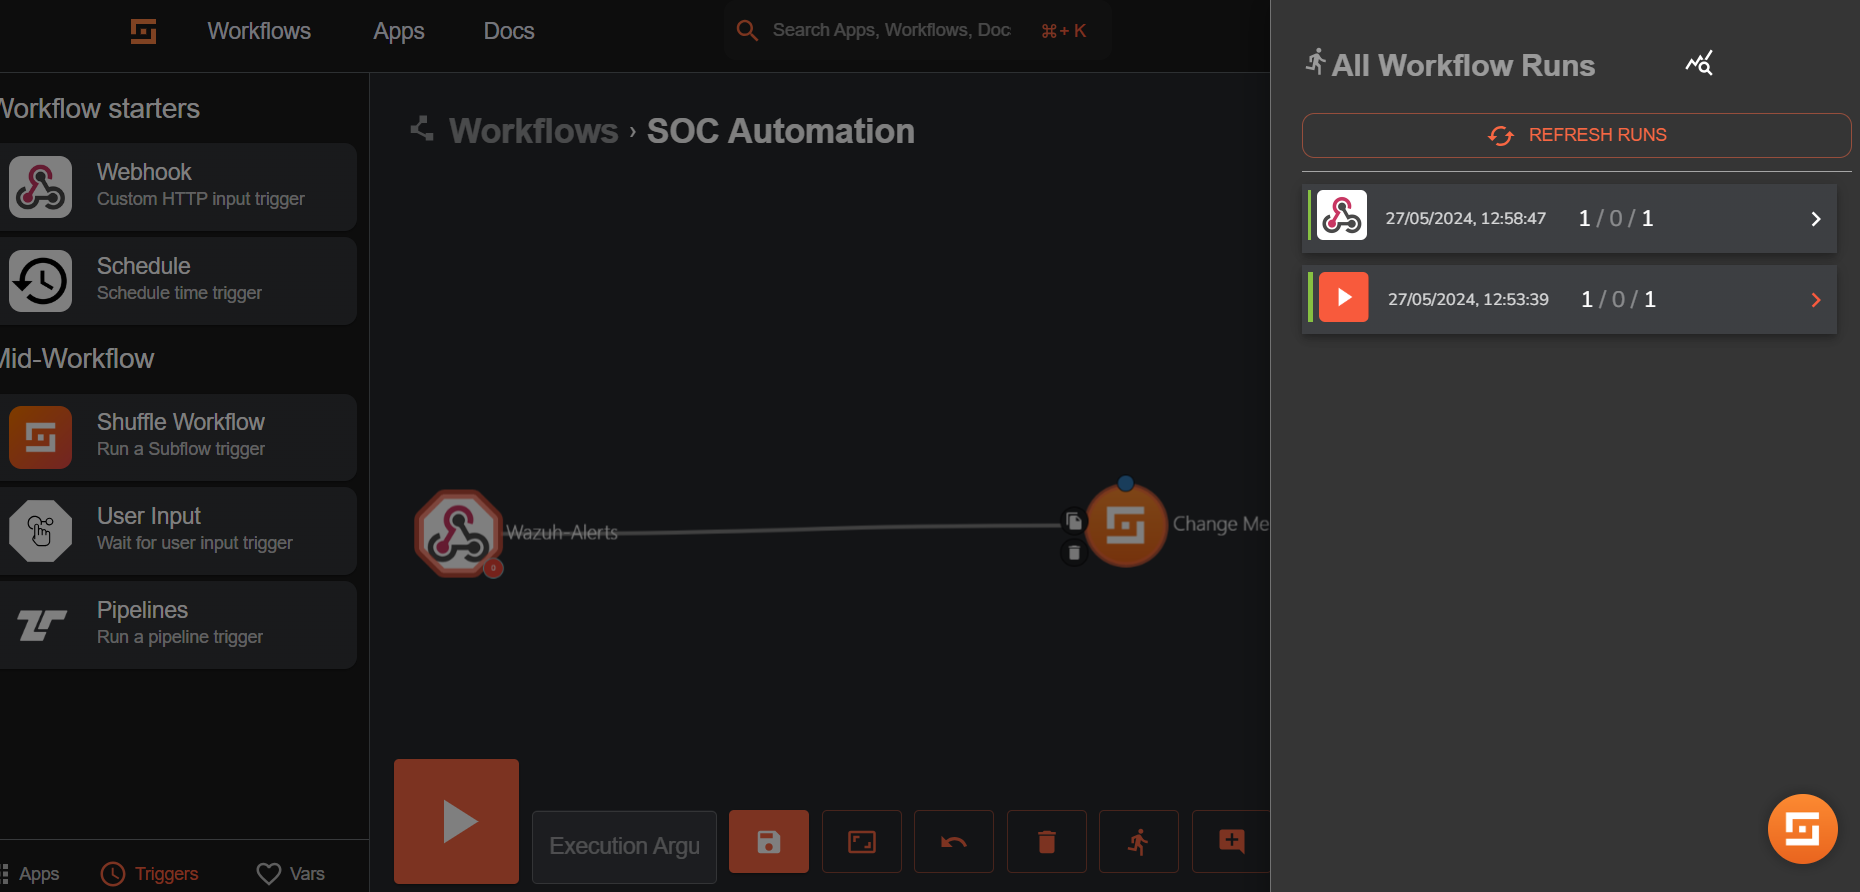 Workflows
Apps
Docs
Search Apps, Workflows, Doc
⌘+ K
Workflow starters
Webhook
Custom HTTP input trigger
Schedule
Schedule time trigger
Mid-Workflow
Shuffle Workflow
Run a Subflow trigger
User Input
Wait for user input trigger
Pipelines
Run a pipeline trigger
Apps
Triggers
Vars
Workflows › SOC Automation
Wazuh-Alerts
0
Change Me
Execution Argu
All Workflow Runs
REFRESH RUNS
27/05/2024, 12:58:47 1 / 0 / 1
27/05/2024, 12:53:39 1 / 0 / 1